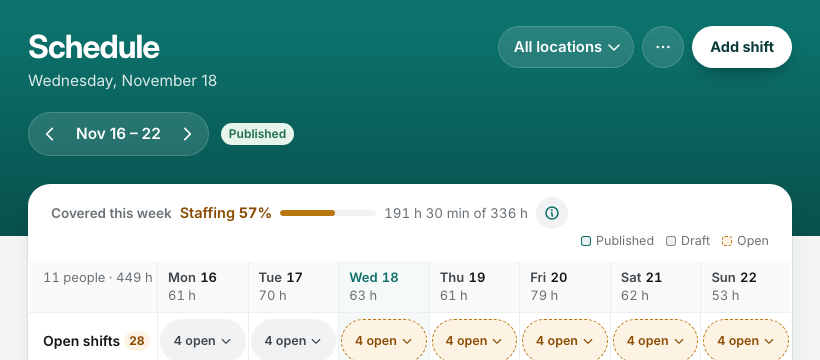 Schedule
All locations
Add shift
Wednesday, November 18
Nov 16 – 22
Published
Covered this week Staffing 57% 191 h 30 min of 336 h
Published Draft Open
11 people · 449 h Mon 16 Tue 17 Wed 18 Thu 19 Fri 20 Sat 21 Sun 22
61 h 70 h 63 h 61 h 79 h 62 h 53 h
Open shifts 28 4 open 4 open 4 open 4 open 4 open 4 open 4 open